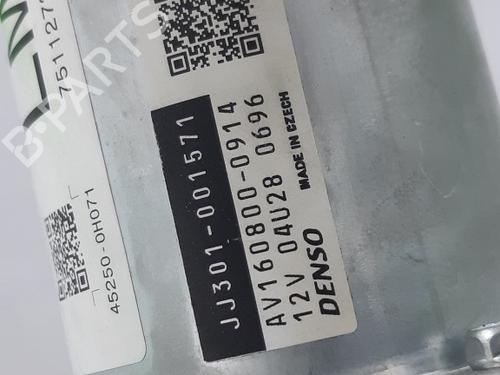 75112
45250-0H071
JJ301-001571
AV160800-0914
12V 04U28 0696
DENSO MADE IN CZECH
B-PARTS